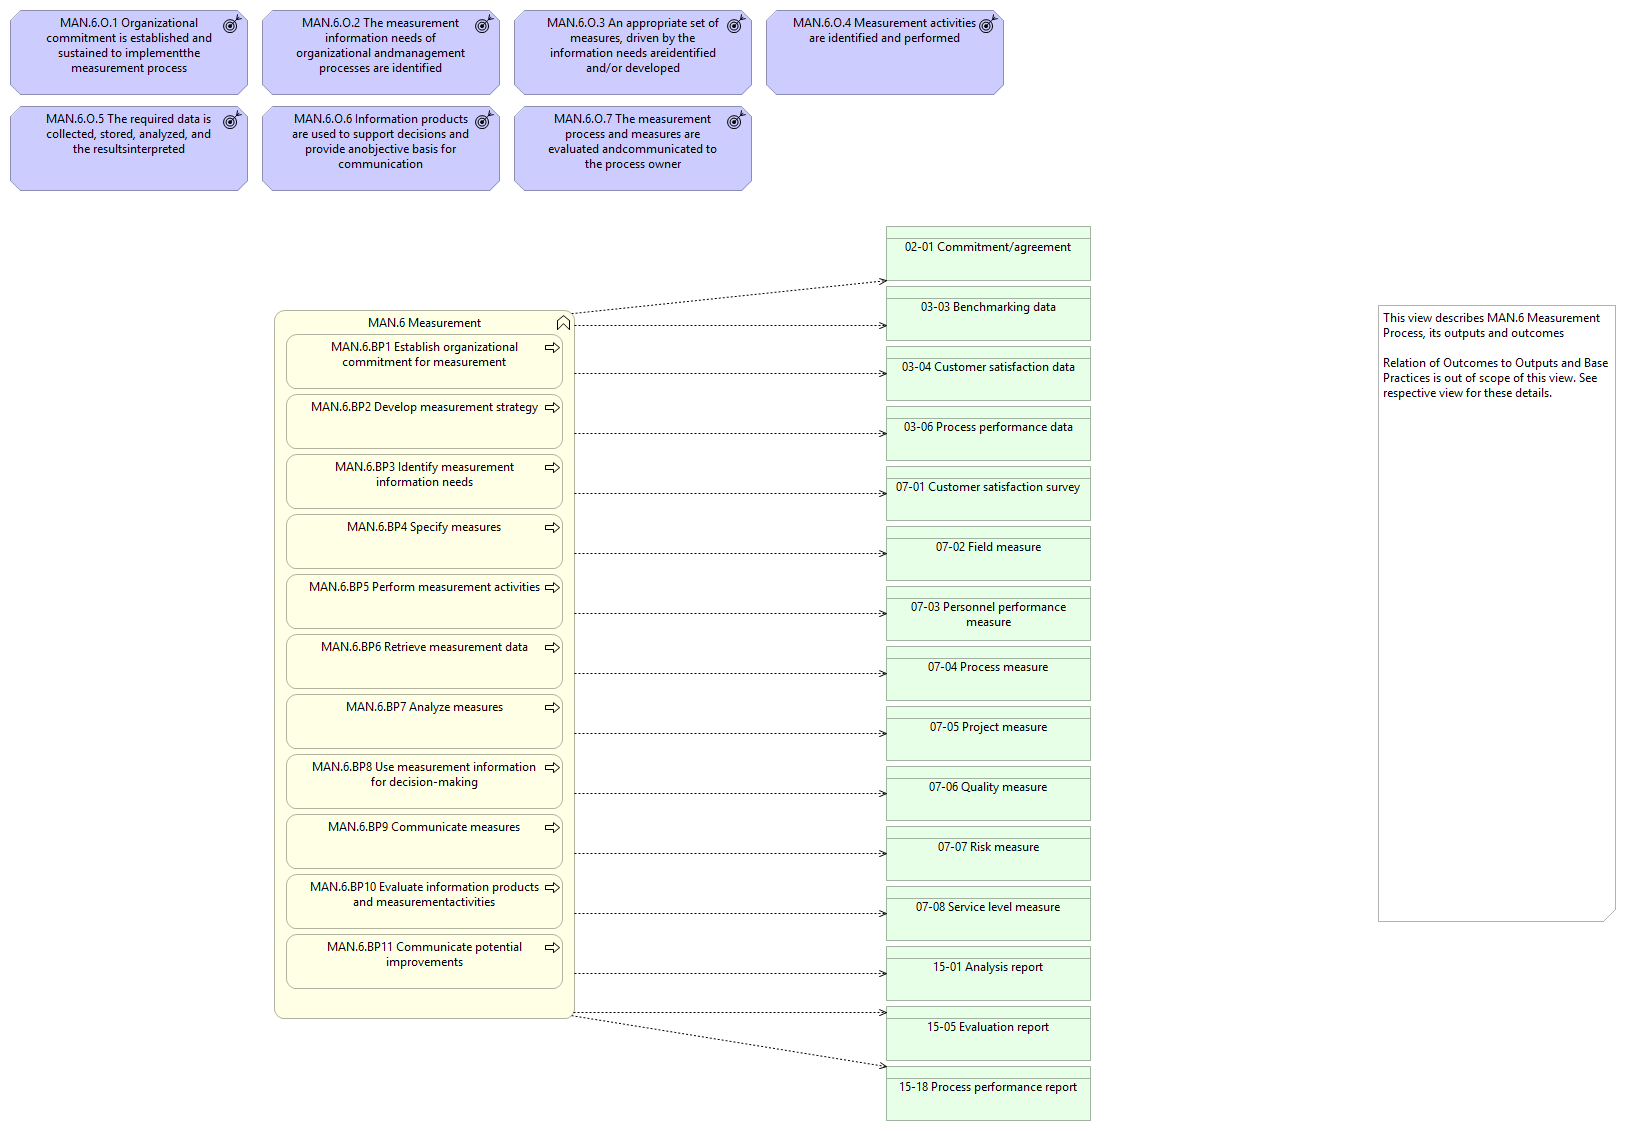 MAN.6.O.1 Organizational
commitment is established and
sustained to implementthe
measurement process
MAN.6.O.2 The measurement
information needs of
organizational andmanagement
processes are identified
MAN.6.O.3 An appropriate set of
measures, driven by the
information needs areidentified
and/or developed
MAN.6.O.4 Measurement activities
are identified and performed
MAN.6.O.5 The required data is
collected, stored, analyzed, and
the resultsinterpreted
MAN.6.O.6 Information products
are used to support decisions and
provide anobjective basis for
communication
MAN.6.O.7 The measurement
process and measures are
evaluated andcommunicated to
the process owner
MAN.6 Measurement
MAN.6.BP1 Establish organizational
commitment for measurement
MAN.6.BP2 Develop measurement strategy
MAN.6.BP3 Identify measurement
information needs
MAN.6.BP4 Specify measures
MAN.6.BP5 Perform measurement activities
MAN.6.BP6 Retrieve measurement data
MAN.6.BP7 Analyze measures
MAN.6.BP8 Use measurement information
for decision-making
MAN.6.BP9 Communicate measures
MAN.6.BP10 Evaluate information products
and measurementactivities
MAN.6.BP11 Communicate potential
improvements
02-01 Commitment/agreement
03-03 Benchmarking data
03-04 Customer satisfaction data
03-06 Process performance data
07-01 Customer satisfaction survey
07-02 Field measure
07-03 Personnel performance
measure
07-04 Process measure
07-05 Project measure
07-06 Quality measure
07-07 Risk measure
07-08 Service level measure
15-01 Analysis report
15-05 Evaluation report
15-18 Process performance report
This view describes MAN.6 Measurement
Process, its outputs and outcomes
Relation of Outcomes to Outputs and Base
Practices is out of scope of this view. See
respective view for these details.